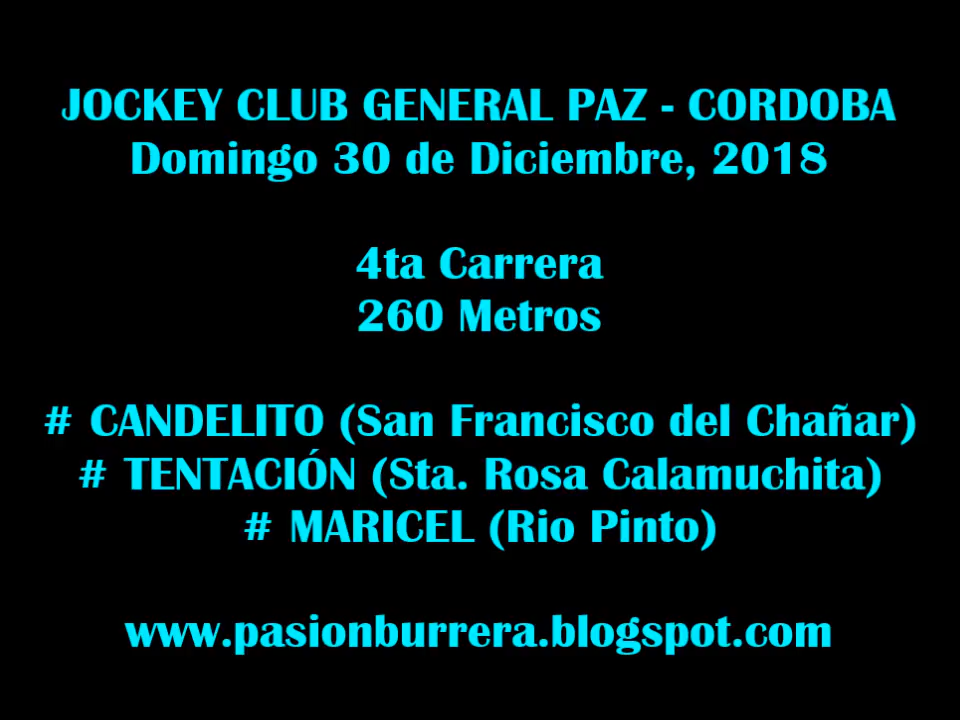 JOCKEY CLUB GENERAL PAZ - CORDOBA
Domingo 30 de Diciembre, 2018
4ta Carrera
260 Metros
# CANDELITO (San Francisco del Chañar)
# TENTACIÓN (Sta. Rosa Calamuchita)
# MARICEL (Rio Pinto)
www.pasionburrera.blogspot.com